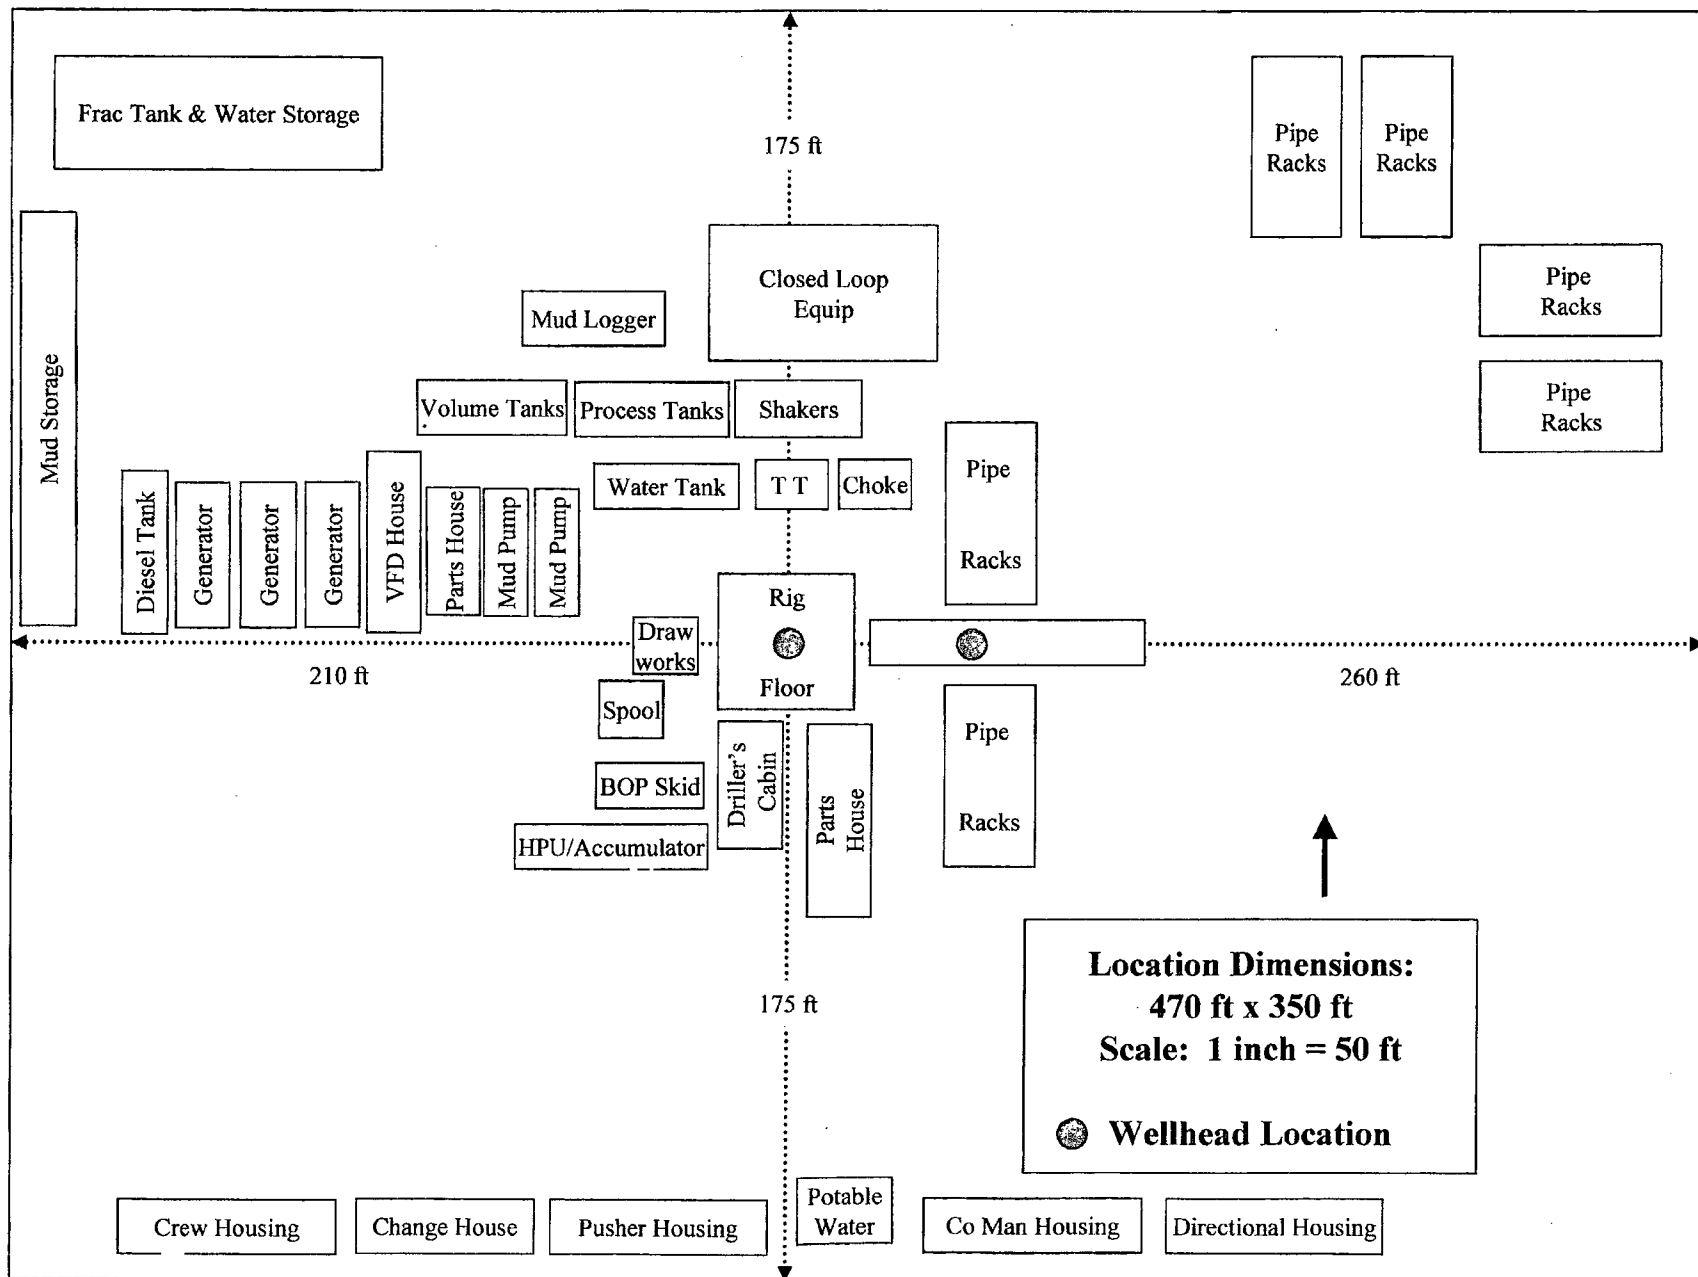 Frac Tank & Water Storage
175 ft
Pipe
Racks
Pipe
Racks
Mud Storage
Closed Loop
Equip
Mud Logger
Pipe
Racks
Pipe
Racks
Volume Tanks
Process Tanks
Shakers
Water Tank
T T
Choke
Pipe
Racks
Diesel Tank
Generator
Generator
Generator
VFD House
Parts House
Mud Pump
Mud Pump
Rig
Floor
Draw
works
210 ft
260 ft
Spool
BOP Skid
HPU/Accumulator
Driller's
Cabin
Parts
House
Pipe
Racks
Location Dimensions:
470 ft x 350 ft
Scale: 1 inch = 50 ft
Wellhead Location
175 ft
Crew Housing
Change House
Pusher Housing
Potable
Water
Co Man Housing
Directional Housing